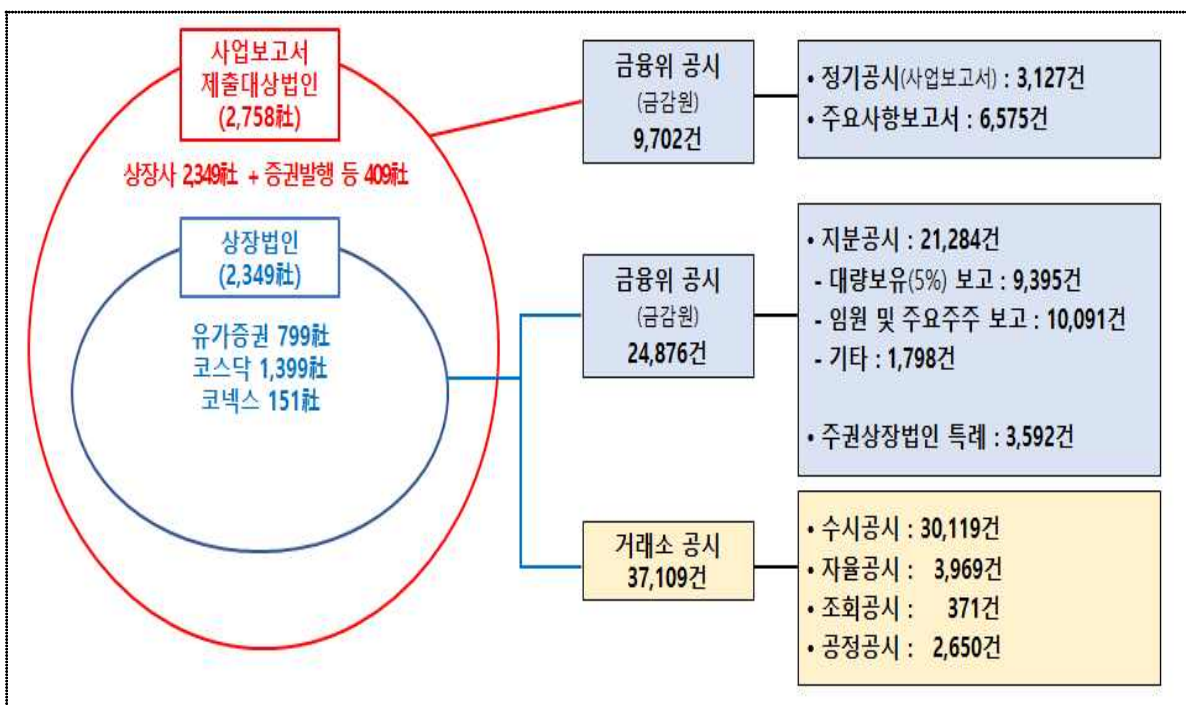 사업보고서
제출대상법인
(2,758社)
상장사 2,349社 + 증권발행 등 409社
상장법인
(2,349社)
유가증권 799社
코스닥 1,399社
코넥스 151社
금융위 공시
(금감원)
9,702건
• 정기공시(사업보고서) : 3,127건
• 주요사항보고서 : 6,575건
금융위 공시
(금감원)
24,876건
• 지분공시 : 21,284건
- 대량보유(5%) 보고 : 9,395건
- 임원 및 주요주주 보고 : 10,091건
- 기타 : 1,798건
• 주권상장법인 특례 : 3,592건
거래소 공시
37,109건
• 수시공시 : 30,119건
• 자율공시 : 3,969건
• 조회공시 : 371건
• 공정공시 : 2,650건